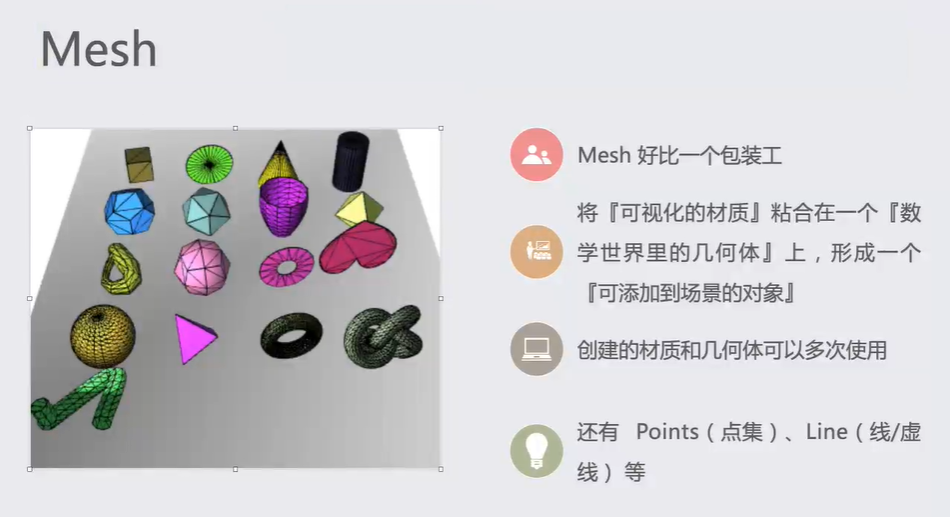 Mesh
Mesh 好比一个包装工
将『可视化的材质』粘合在一个『数
学世界里的几何体』上，形成一个
『可添加到场景的对象』
创建的材质和几何体可以多次使用
还有 Points（点集）、Line（线/虚
线）等